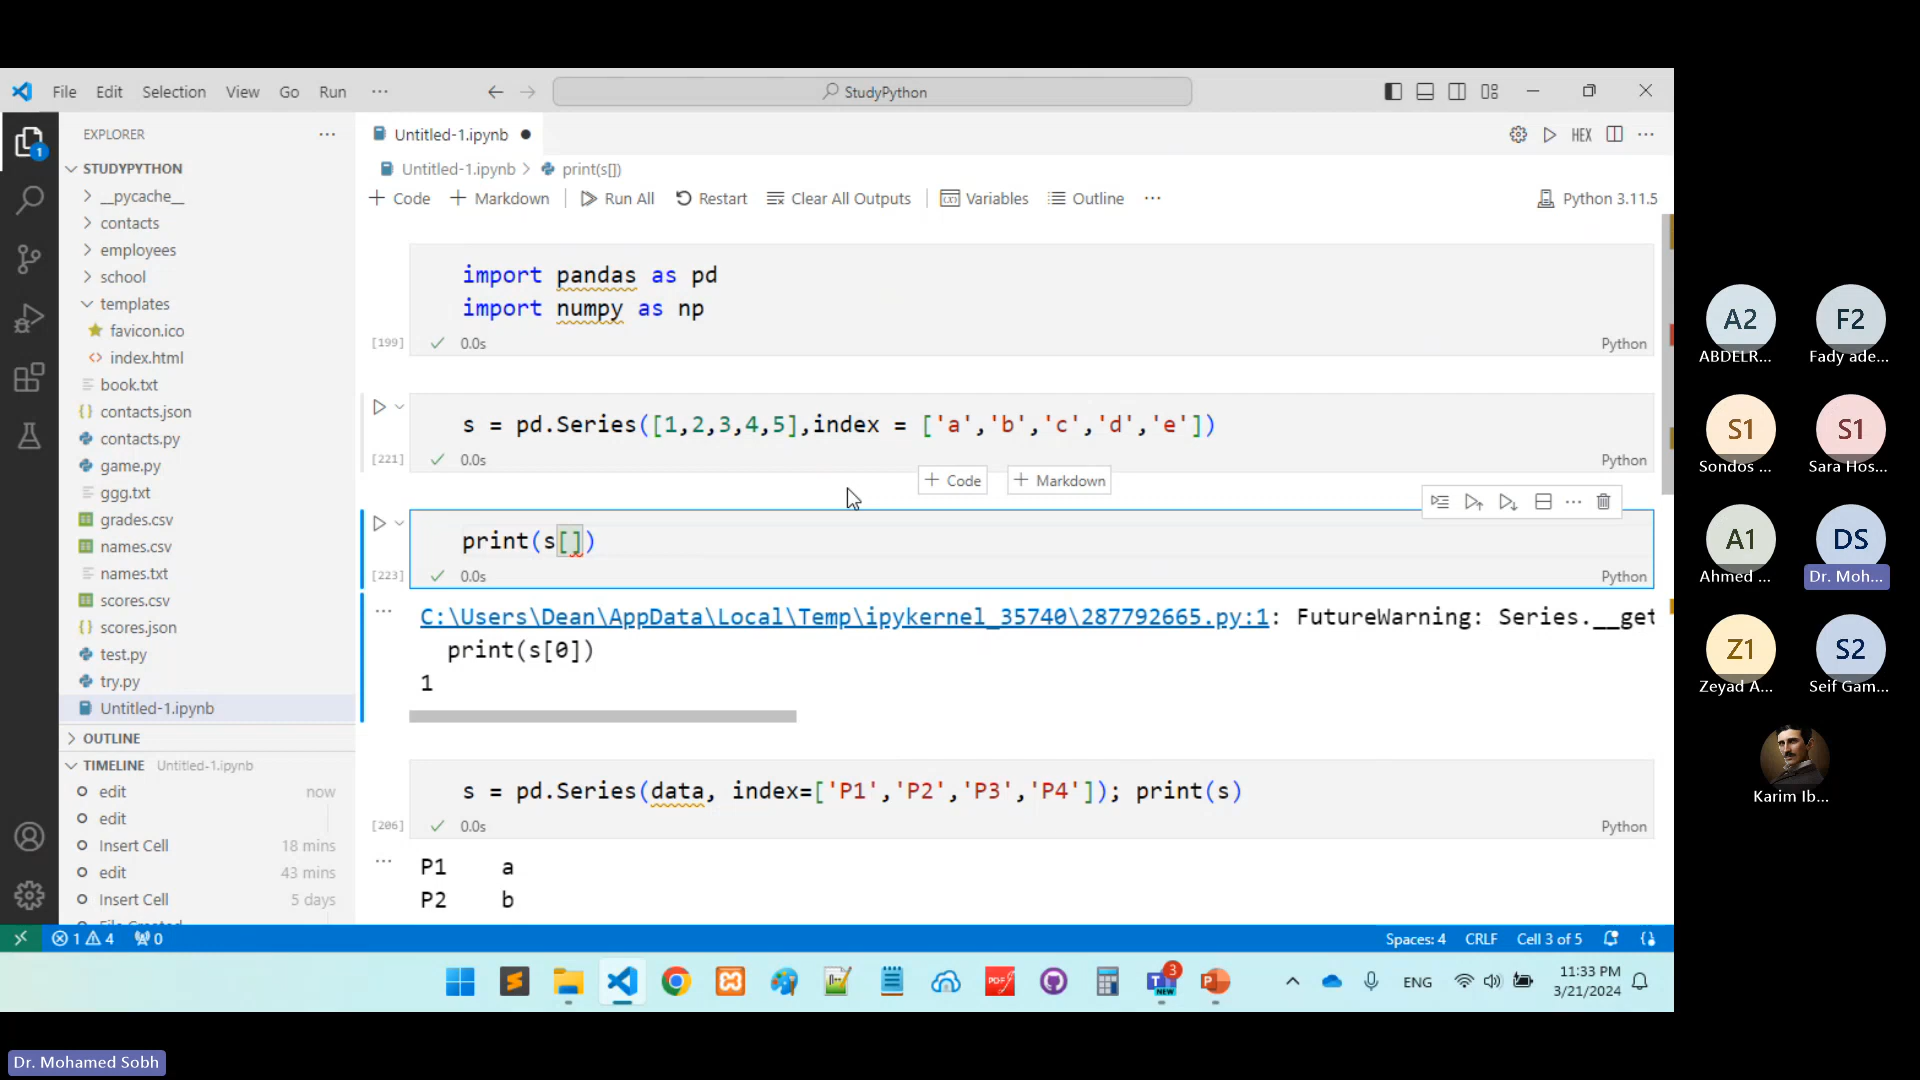 File Edit Selection View Go Run ···
StudyPython
EXPLORER
STUDYPYTHON
__pycache__
contacts
employees
school
templates
favicon.ico
index.html
book.txt
contacts.json
contacts.py
game.py
ggg.txt
grades.csv
names.csv
names.txt
scores.csv
scores.json
test.py
try.py
Untitled-1.ipynb
OUTLINE
TIMELINE Untitled-1.ipynb
edit now
edit
Insert Cell 18 mins
edit 43 mins
Insert Cell 5 days
Untitled-1.ipynb
Untitled-1.ipynb > print(s[])
+ Code + Markdown Run All Restart Clear All Outputs Variables Outline ··· Python 3.11.5
HEX
import pandas as pd
import numpy as np
[199] 0.0s Python
s = pd.Series([1,2,3,4,5],index = ['a','b','c','d','e'])
[221] 0.0s Python
+ Code + Markdown
print(s[])
[223] 0.0s Python
C:\Users\Dean\AppData\Local\Temp\ipykernel_35740\287792665.py:1: FutureWarning: Series.__get
print(s[0])
1
s = pd.Series(data, index=['P1','P2','P3','P4']); print(s)
[206] 0.0s Python
P1 a
P2 b
1 4 0
Spaces: 4 CRLF Cell 3 of 5
ENG
11:33 PM
3/21/2024
3
NEW
PDF
1
A2
ABDELR...
F2
Fady ade...
S1
Sondos ...
S1
Sara Hos...
A1
Ahmed ...
DS
Dr. Moh...
Z1
Zeyad A...
S2
Seif Gam...
Karim Ib...
Dr. Mohamed Sobh